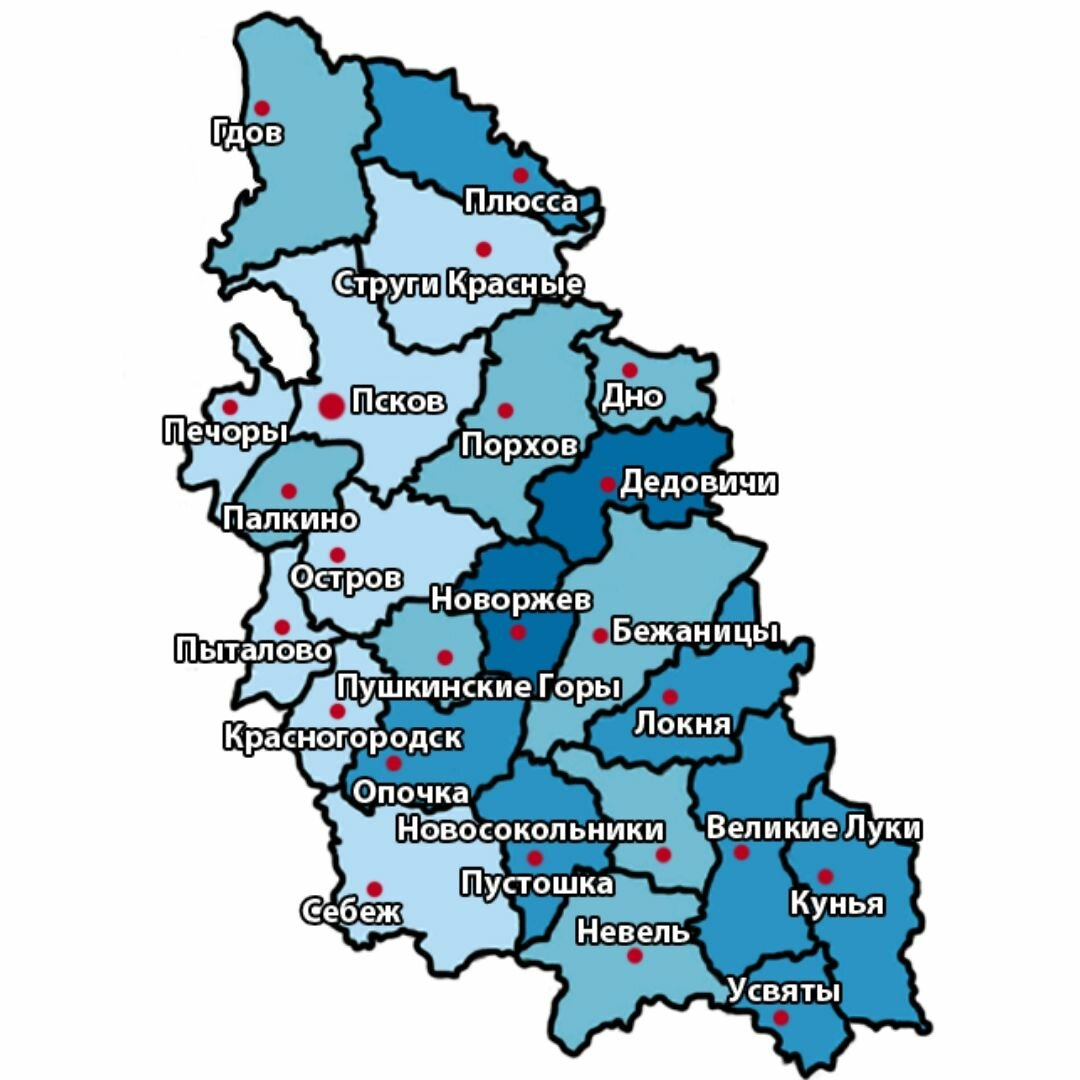 Гдов
Плюсса
Струги Красные
Дно
Псков
Печоры
Порхов
Дедовичи
Палкино
Остров
Новоржев
Бежаницы
Пыталово
Пушкинские Горы
Локня
Красногородск
Опочка
Новосокольники
Великие Луки
Пустошка
Кунья
Себеж
Невель
Усвяты